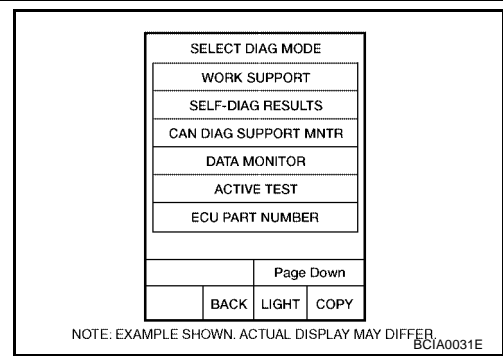 SELECT DIAG MODE
WORK SUPPORT
SELF-DIAG RESULTS
CAN DIAG SUPPORT MNTR
DATA MONITOR
ACTIVE TEST
ECU PART NUMBER
Page Down
BACK LIGHT COPY
NOTE: EXAMPLE SHOWN. ACTUAL DISPLAY MAY DIFFER.
BCIA0031E